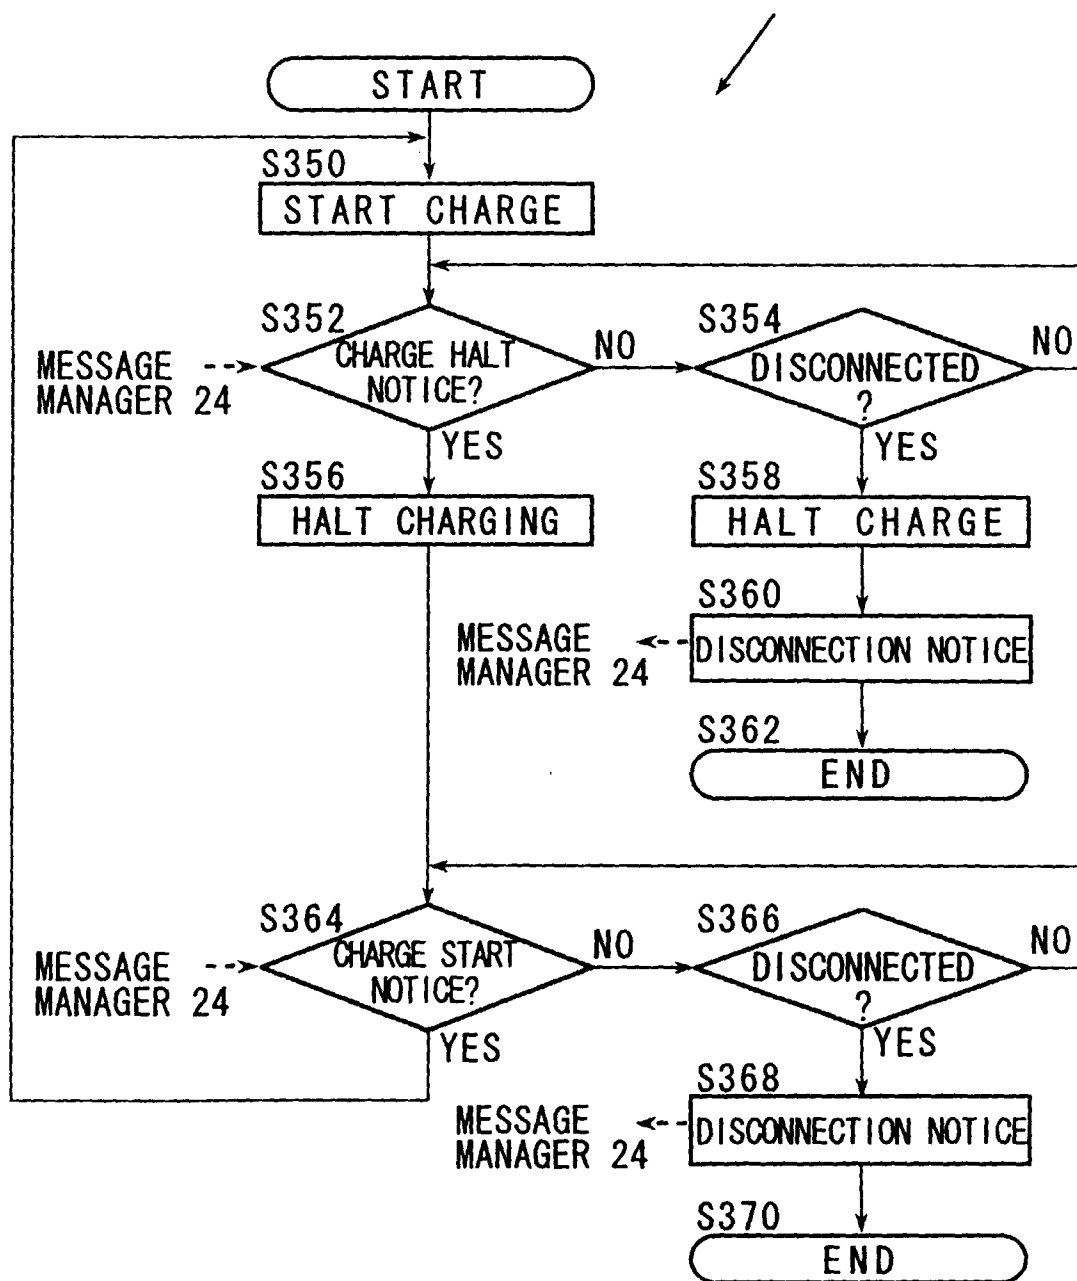 START
S350
START CHARGE
S352
CHARGE HALT
NOTICE?
MESSAGE
MANAGER 24
NO
S354
DISCONNECTED
?
NO
YES
YES
S356
HALT CHARGING
S358
HALT CHARGE
S360
DISCONNECTION NOTICE
MESSAGE
MANAGER 24
S362
END
S364
CHARGE START
NOTICE?
MESSAGE
MANAGER 24
NO
S366
DISCONNECTED
?
NO
YES
YES
S368
DISCONNECTION NOTICE
MESSAGE
MANAGER 24
S370
END